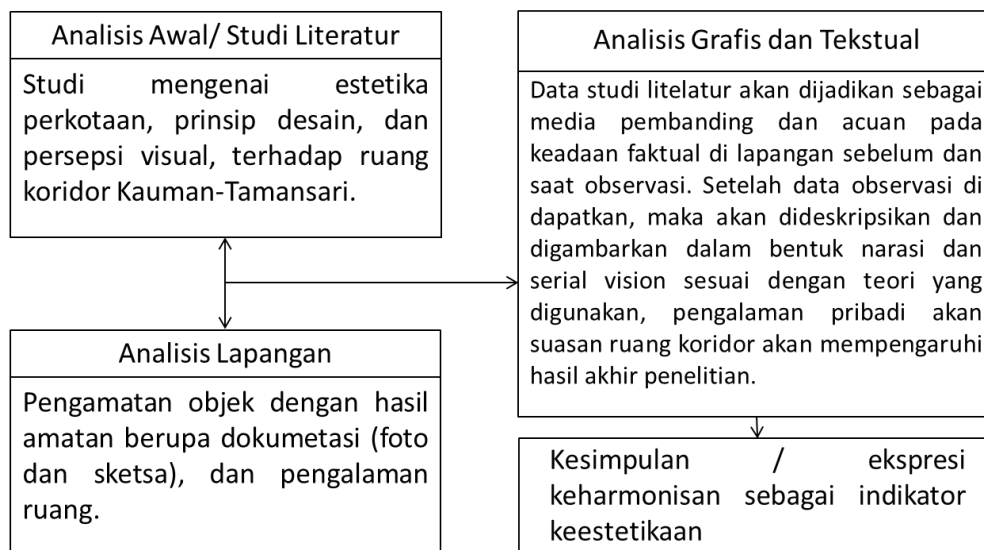 Analisis Awal/ Studi Literatur
Studi mengenai estetika
perkotaan, prinsip desain, dan
persepsi visual, terhadap ruang
koridor Kauman-Tamansari.
Analisis Lapangan
Pengamatan objek dengan hasil
amatan berupa dokumetasi (foto
dan sketsa), dan pengalaman
ruang.
Analisis Grafis dan Tekstual
Data studi litelatur akan dijadikan sebagai
media pembanding dan acuan pada
keadaan faktual di lapangan sebelum dan
saat observasi. Setelah data observasi di
dapatkan, maka akan dideskripsikan dan
digambarkan dalam bentuk narasi dan
serial vision sesuai dengan teori yang
digunakan, pengalaman pribadi akan
suasan ruang koridor akan mempengaruhi
hasil akhir penelitian.
Kesimpulan / ekspresi
keharmonisan sebagai indikator
keestetikaan